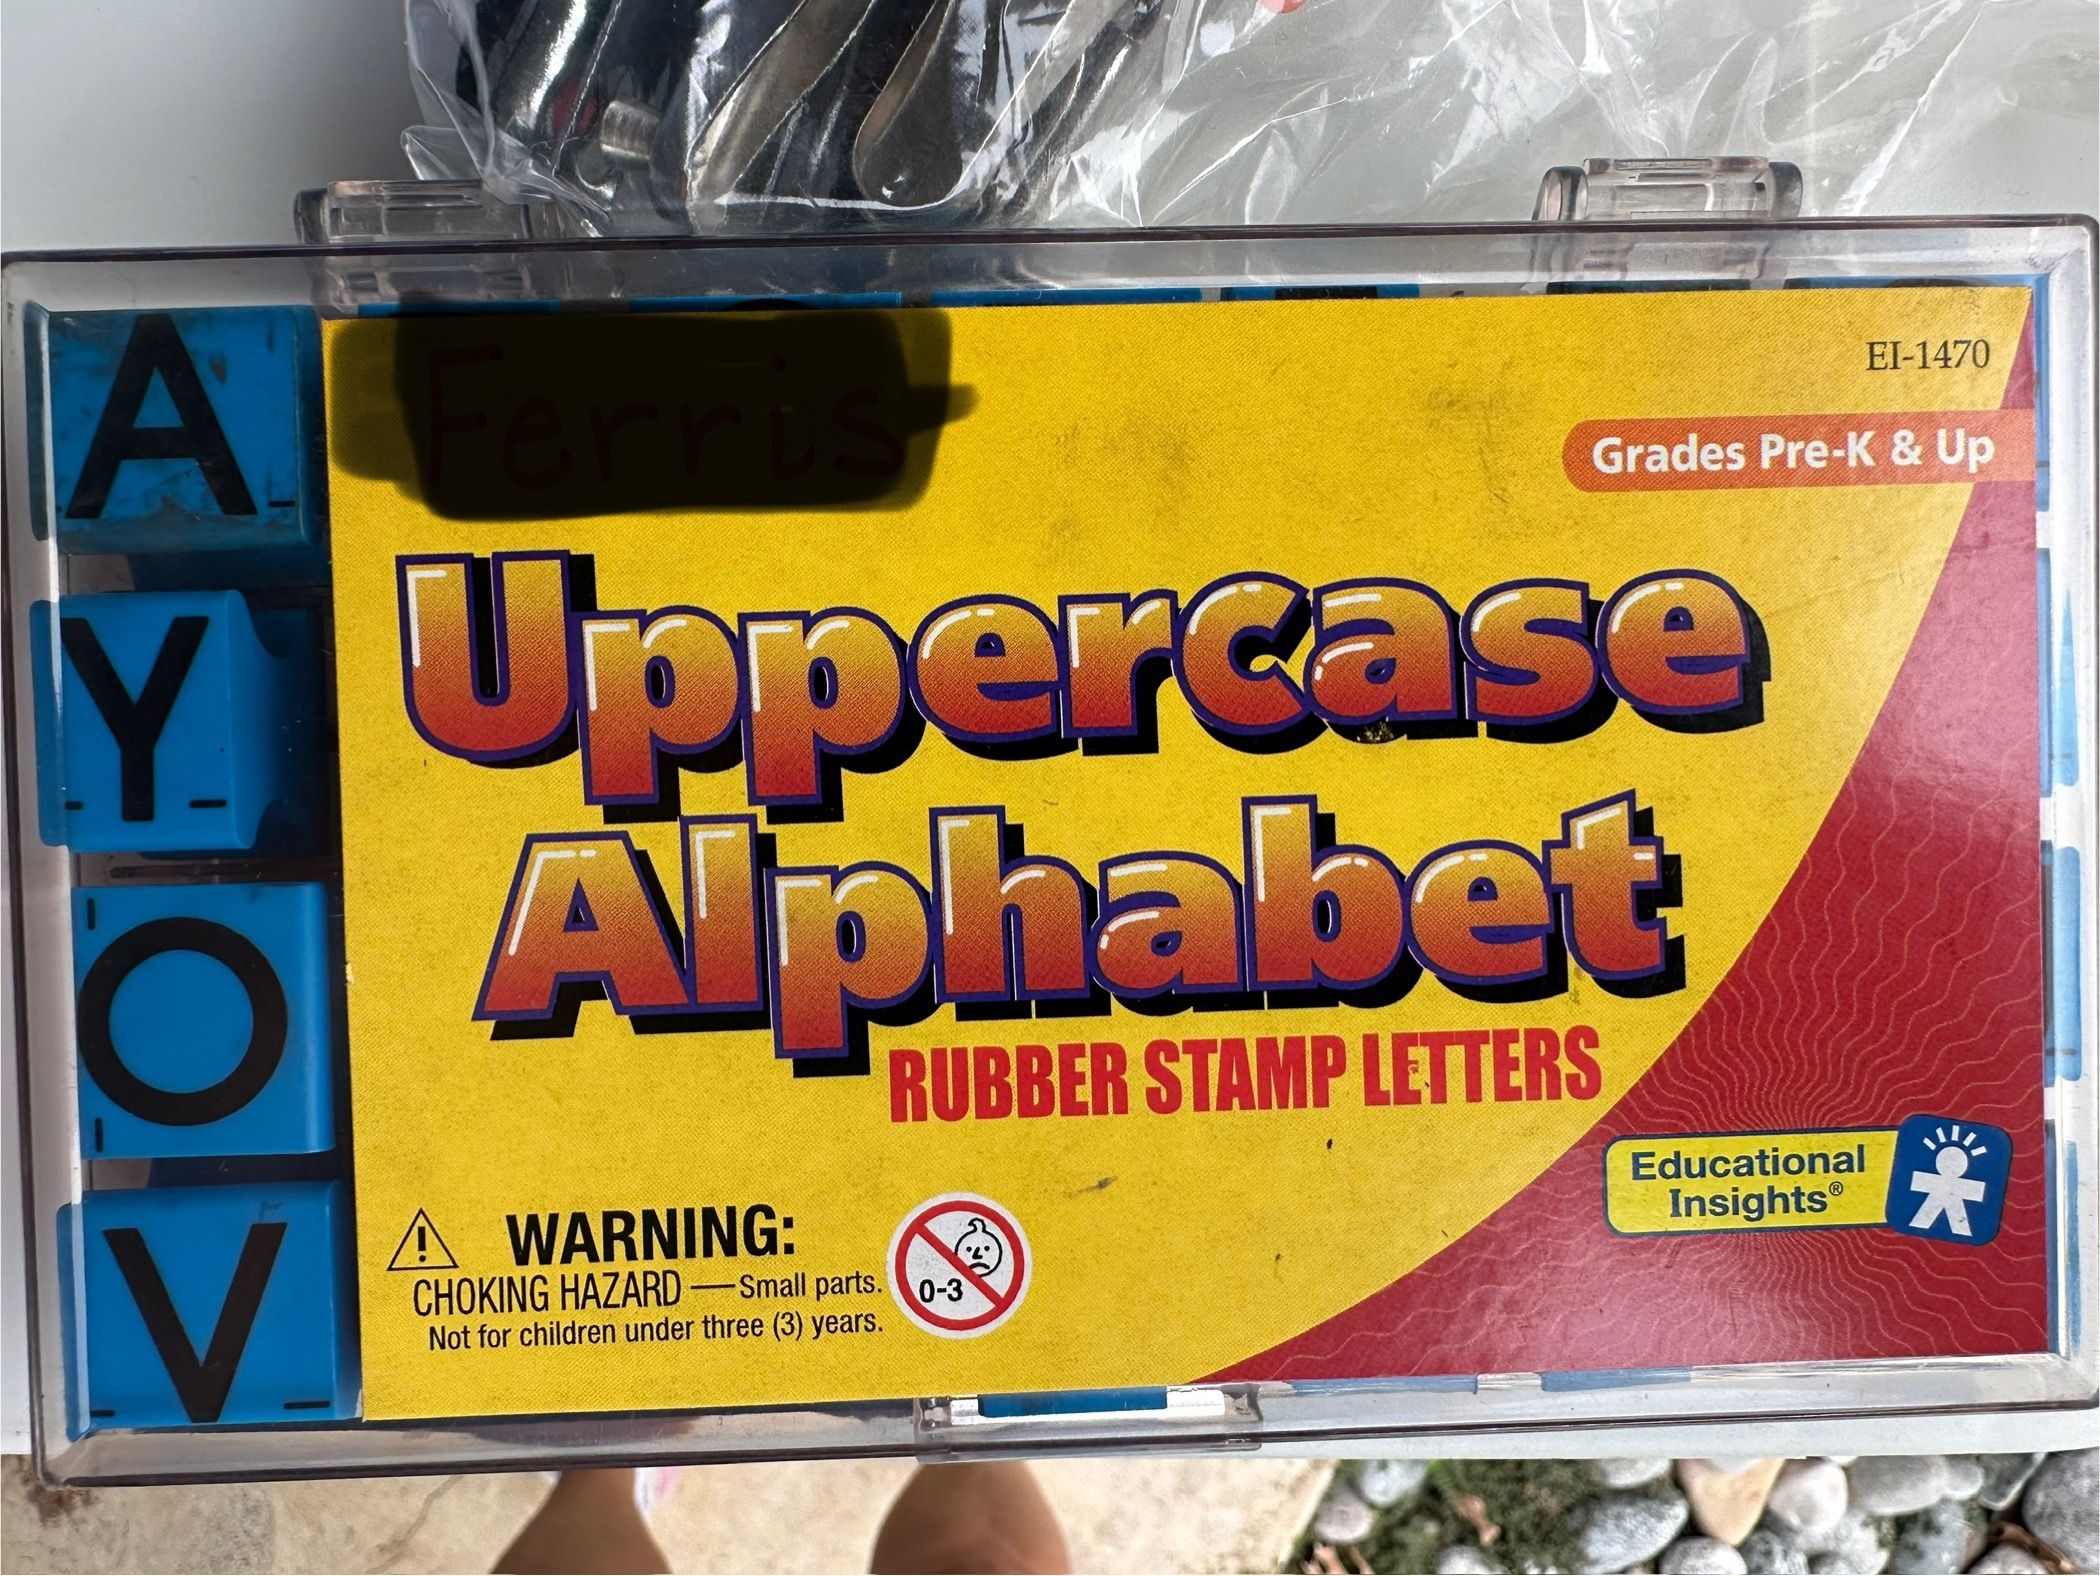 Ferris
EI-1470
Grades Pre-K & Up
A
Y
O
V
Uppercase
Alphabet
RUBBER STAMP LETTERS
Educational
Insights®
WARNING:
CHOKING HAZARD — Small parts.
Not for children under three (3) years.
0-3